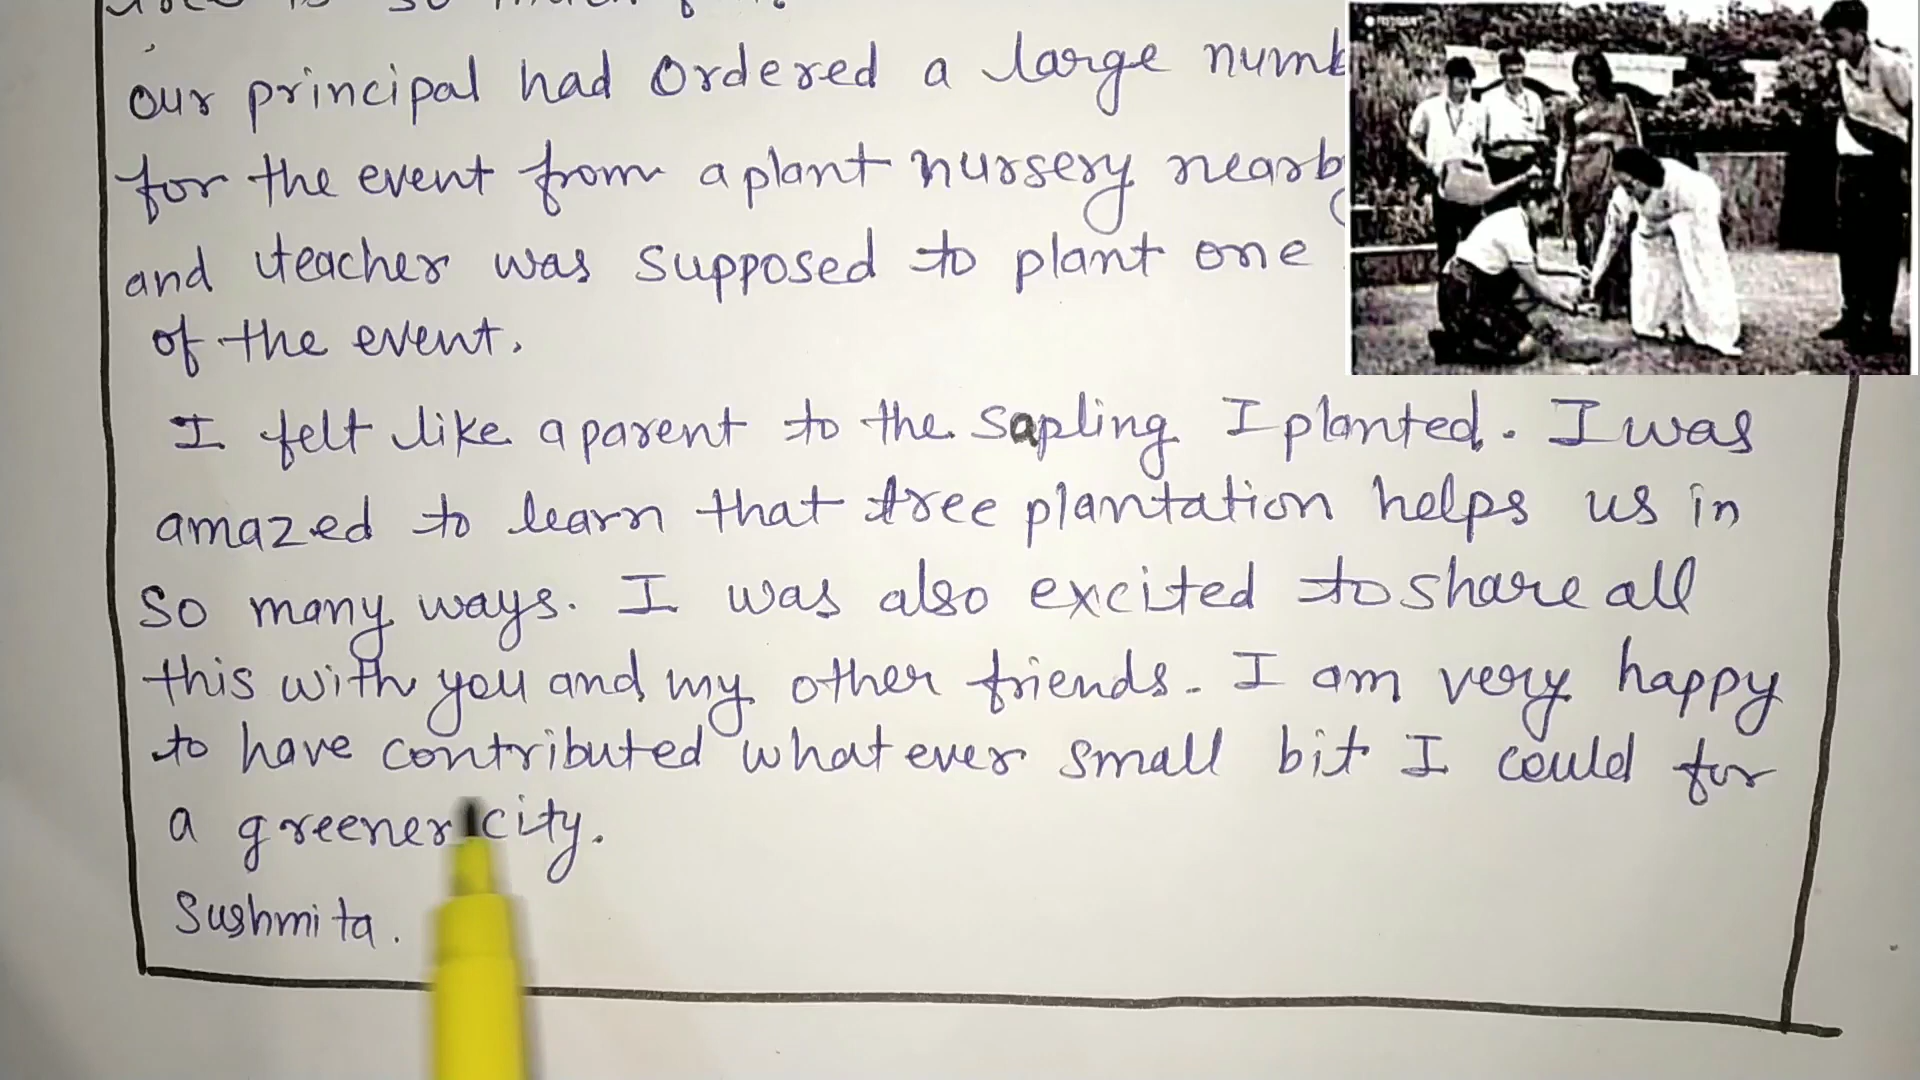 our principal had ordered a large
for the event from a plant nursery
and teacher was supposed to plant one
of the event.
I felt like a parent to the sapling I planted. I was
amazed to learn that tree plantation helps us in
so many ways. I was also excited to share all
this with you and my other friends. I am very happy
to have contributed whatever small bit I could for
a greener city.
Sushmita.